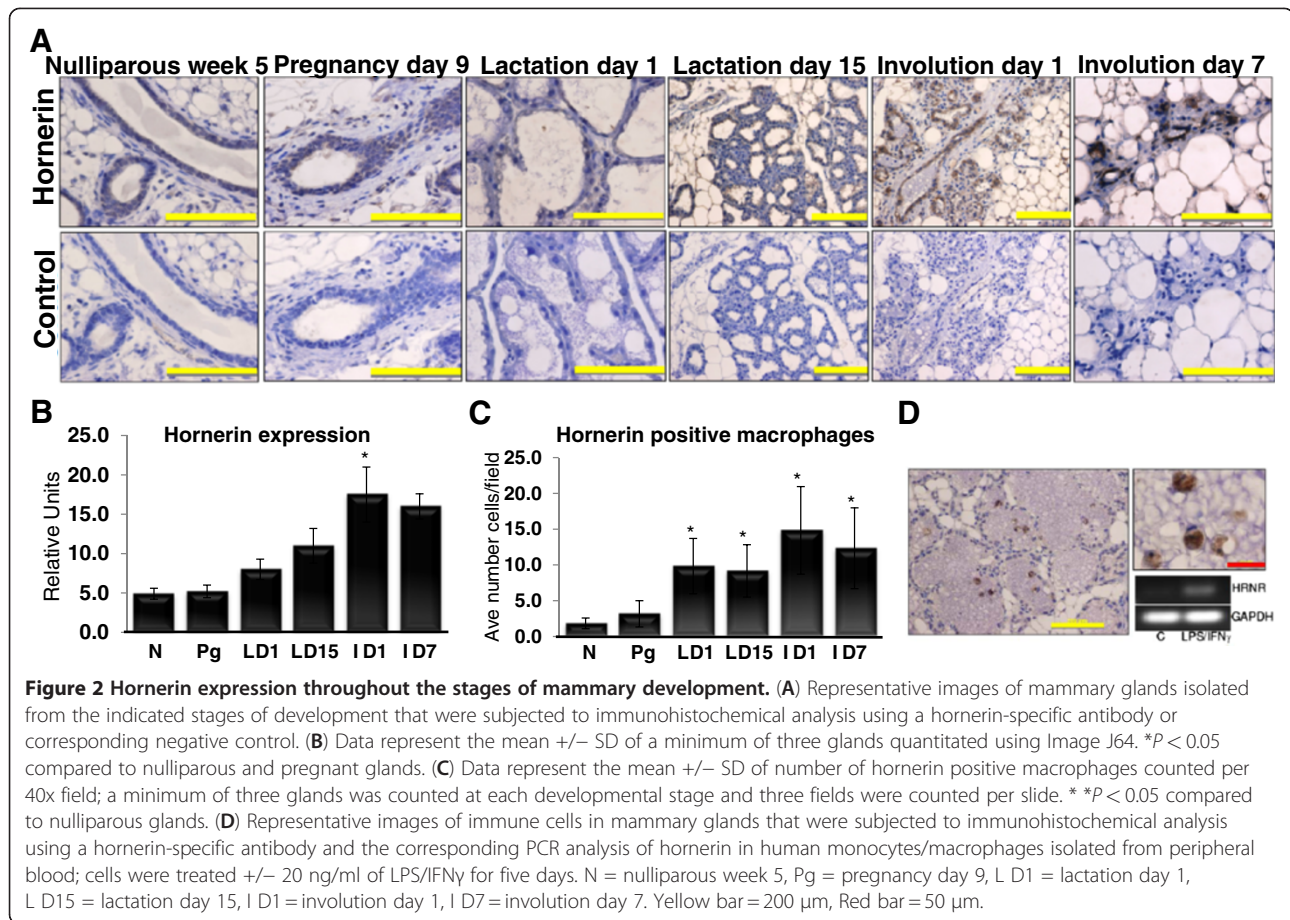 A
Nulliparous week 5 Pregnancy day 9 Lactation day 1 Lactation day 15 Involution day 1 Involution day 7
Hornerin
Control
B
Hornerin expression
Relative Units
25.0
20.0
15.0
10.0
5.0
0.0
*
N Pg LD1 LD15 I D1 I D7
C
Hornerin positive macrophages
Ave number cells/field
25.0
20.0
15.0
10.0
5.0
0.0
* * * *
N Pg LD1 LD15 I D1 I D7
D
HRNR
GAPDH
C LPS/IFNγ
Figure 2 Hornerin expression throughout the stages of mammary development. (A) Representative images of mammary glands isolated
from the indicated stages of development that were subjected to immunohistochemical analysis using a hornerin-specific antibody or
corresponding negative control. (B) Data represent the mean +/− SD of a minimum of three glands quantitated using Image J64. *P < 0.05
compared to nulliparous and pregnant glands. (C) Data represent the mean +/− SD of number of hornerin positive macrophages counted per
40x field; a minimum of three glands was counted at each developmental stage and three fields were counted per slide. * *P < 0.05 compared
to nulliparous glands. (D) Representative images of immune cells in mammary glands that were subjected to immunohistochemical analysis
using a hornerin-specific antibody and the corresponding PCR analysis of hornerin in human monocytes/macrophages isolated from peripheral
blood; cells were treated +/− 20 ng/ml of LPS/IFNγ for five days. N = nulliparous week 5, Pg = pregnancy day 9, L D1 = lactation day 1,
L D15 = lactation day 15, I D1 = involution day 1, I D7 = involution day 7. Yellow bar = 200 μm, Red bar = 50 μm.